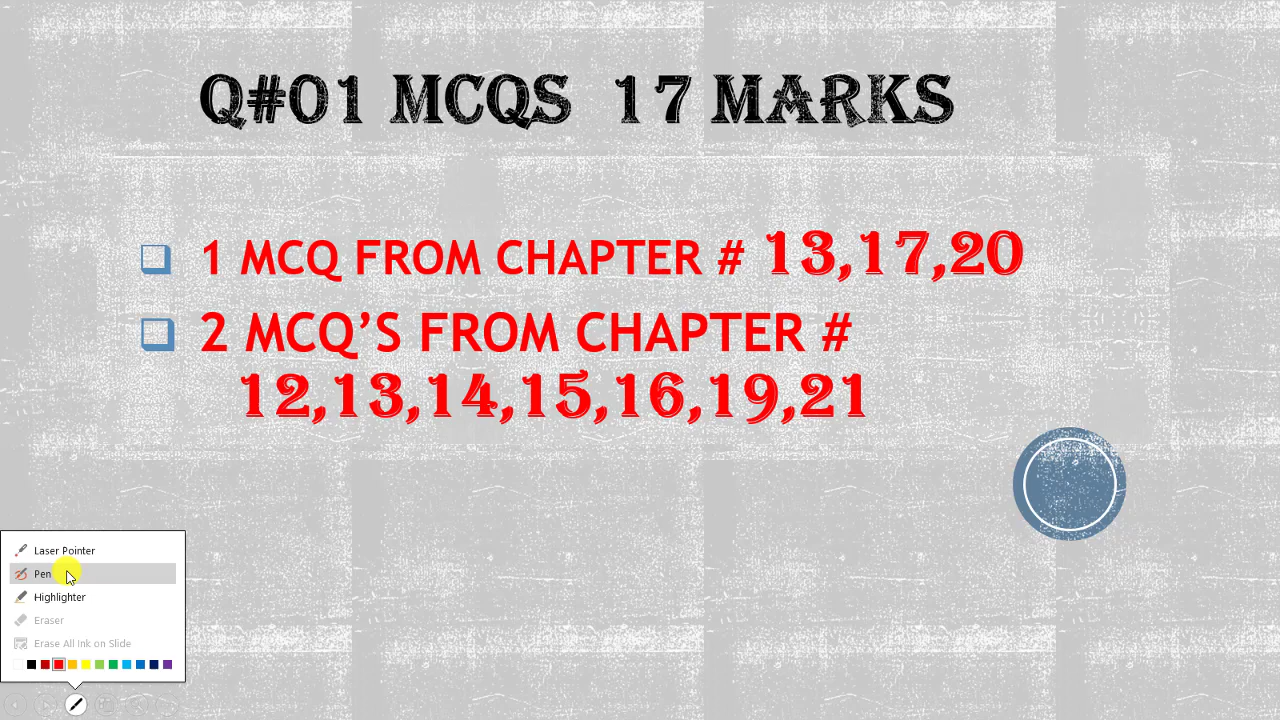 Q#01 MCQS 17 MARKS
1 MCQ FROM CHAPTER # 13,17,20
2 MCQ’S FROM CHAPTER #
12,13,14,15,16,19,21
Laser Pointer
Pen
Highlighter
Eraser
Erase All Ink on Slide